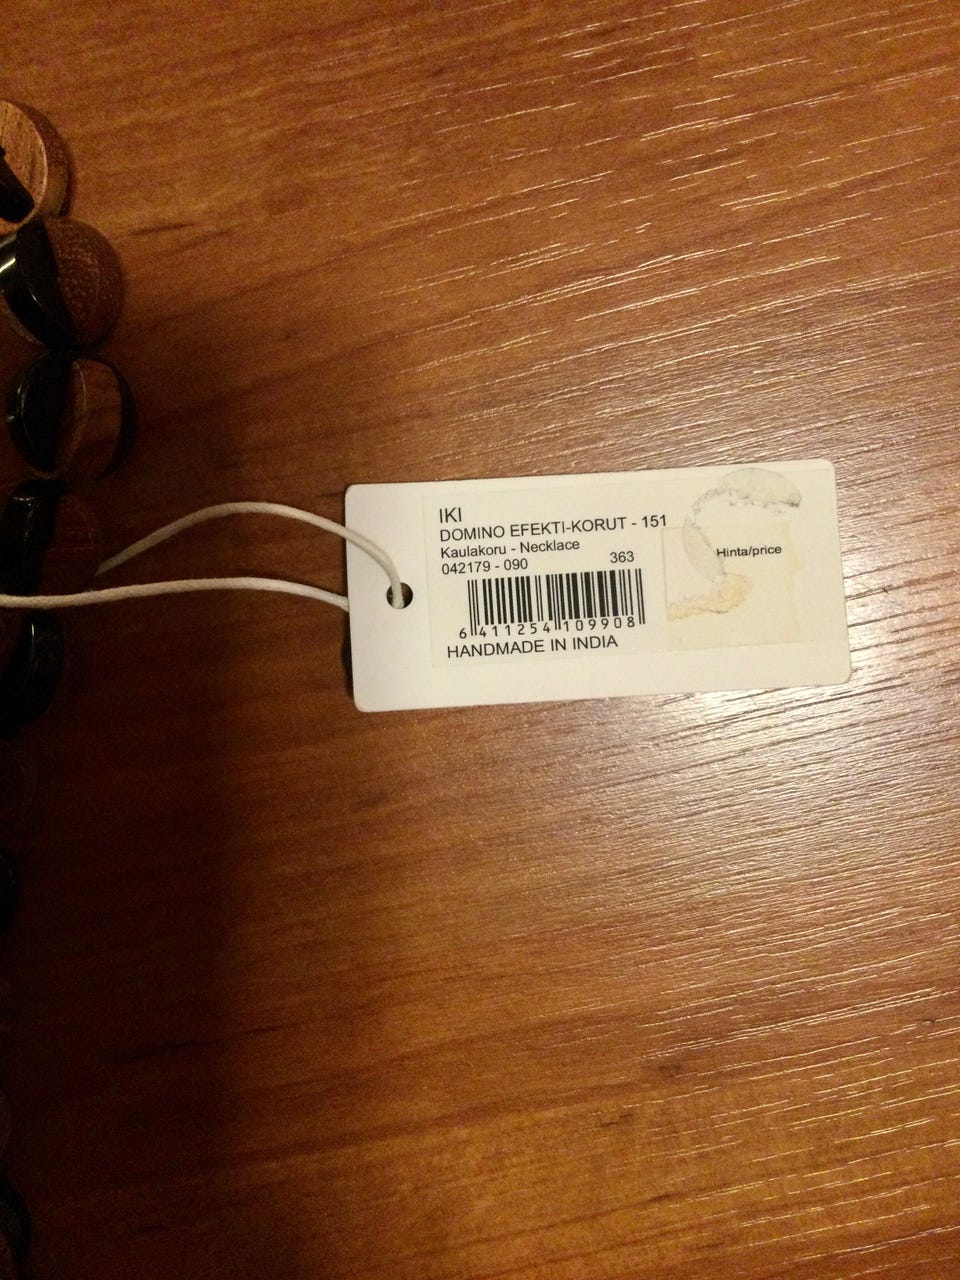 IKI
DOMINO EFEKTI-KORUT - 151
Kaulakoru - Necklace
042179 - 090 363
6 411254 109908
HANDMADE IN INDIA
Hinta/price